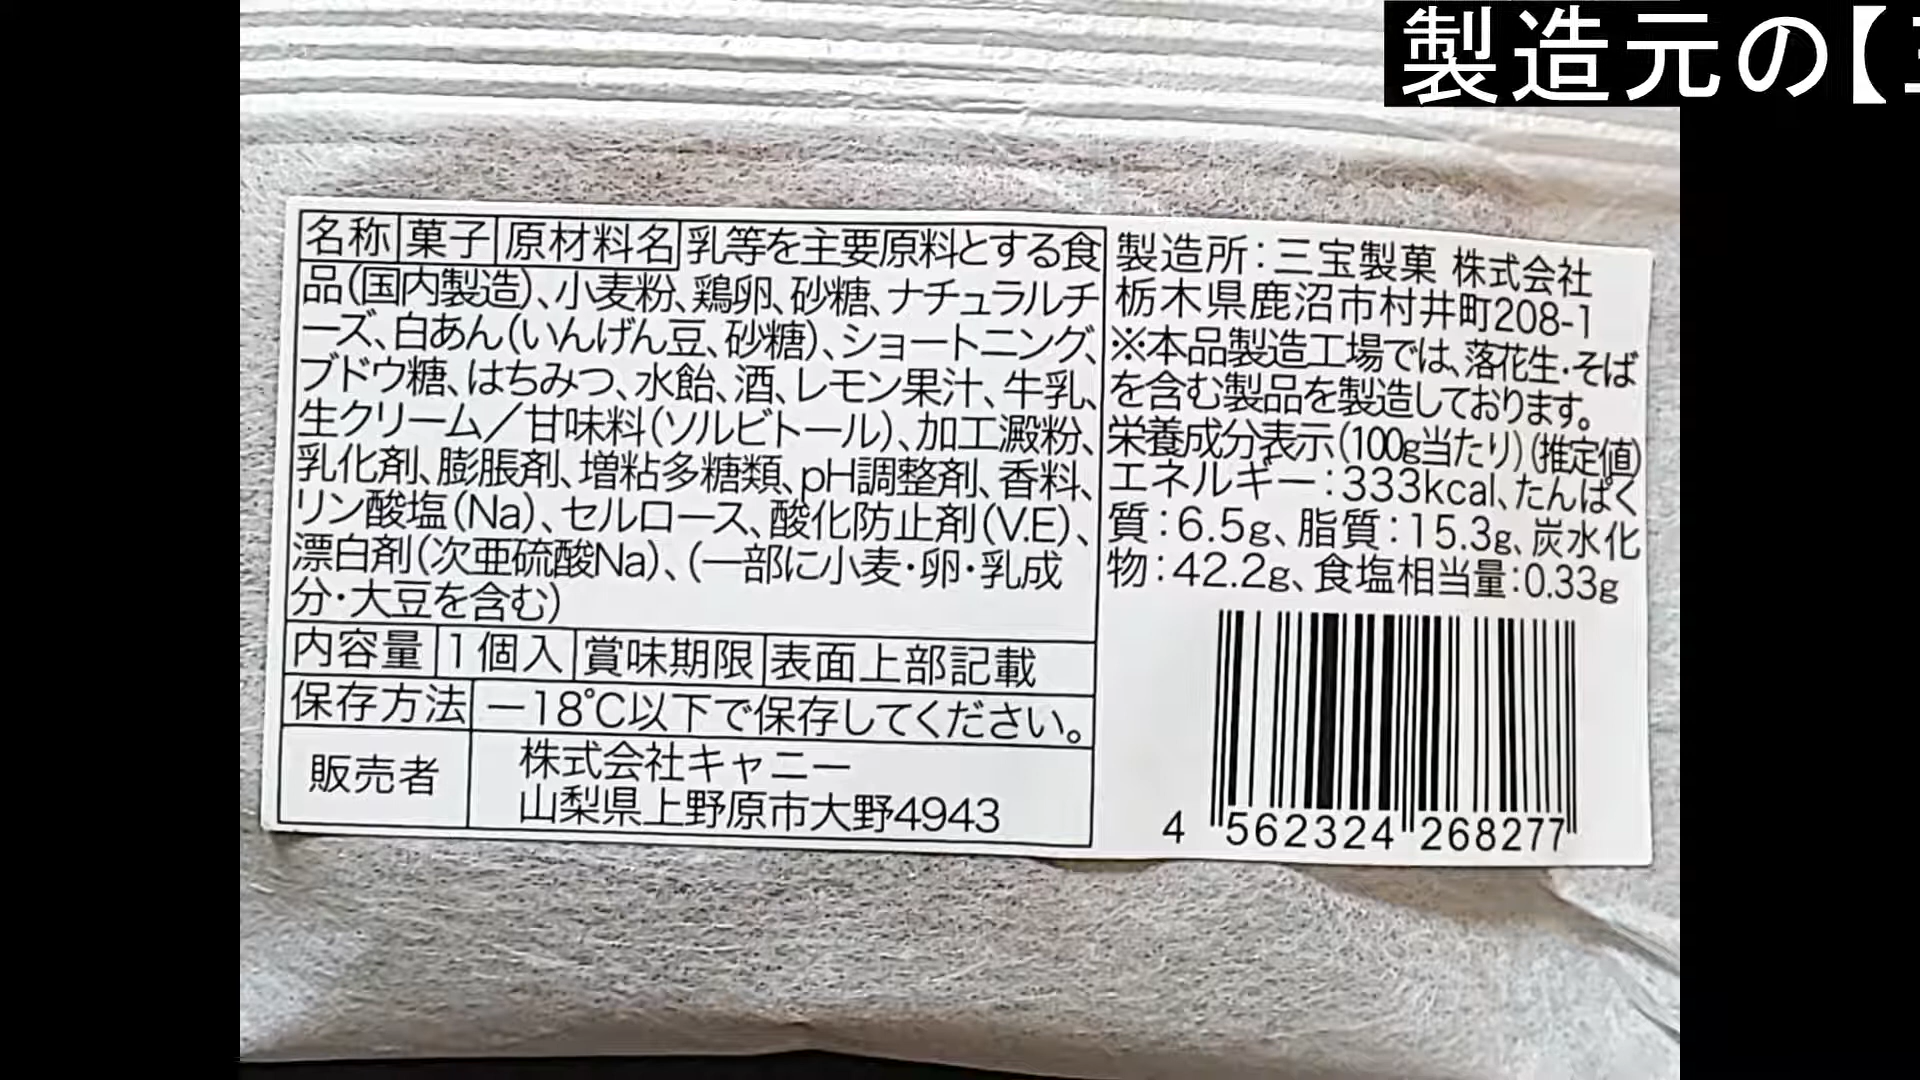 製造元の【
名称 菓子 原材料名 乳等を主要原料とする食
品(国内製造)、小麦粉、鶏卵、砂糖、ナチュラルチ
ーズ、白あん(いんげん豆、砂糖)、ショートニング、
ブドウ糖、はちみつ、水飴、酒、レモン果汁、牛乳、
生クリーム／甘味料(ソルビトール)、加工澱粉、
乳化剤、膨脹剤、増粘多糖類、pH調整剤、香料、
リン酸塩(Na)、セルロース、酸化防止剤(V.E)、
漂白剤(次亜硫酸Na)、(一部に小麦・卵・乳成
分・大豆を含む)
内容量 1個入 賞味期限 表面上部記載
保存方法 －18℃以下で保存してください。
販売者 株式会社キャニー
山梨県上野原市大野4943
製造所：三宝製菓 株式会社
栃木県鹿沼市村井町208-1
※本品製造工場では、落花生・そば
を含む製品を製造しております。
栄養成分表示(100g当たり)(推定値)
エネルギー：333kcal、たんぱく
質：6.5g、脂質：15.3g、炭水化
物：42.2g、食塩相当量：0.33g
4 562324 268277